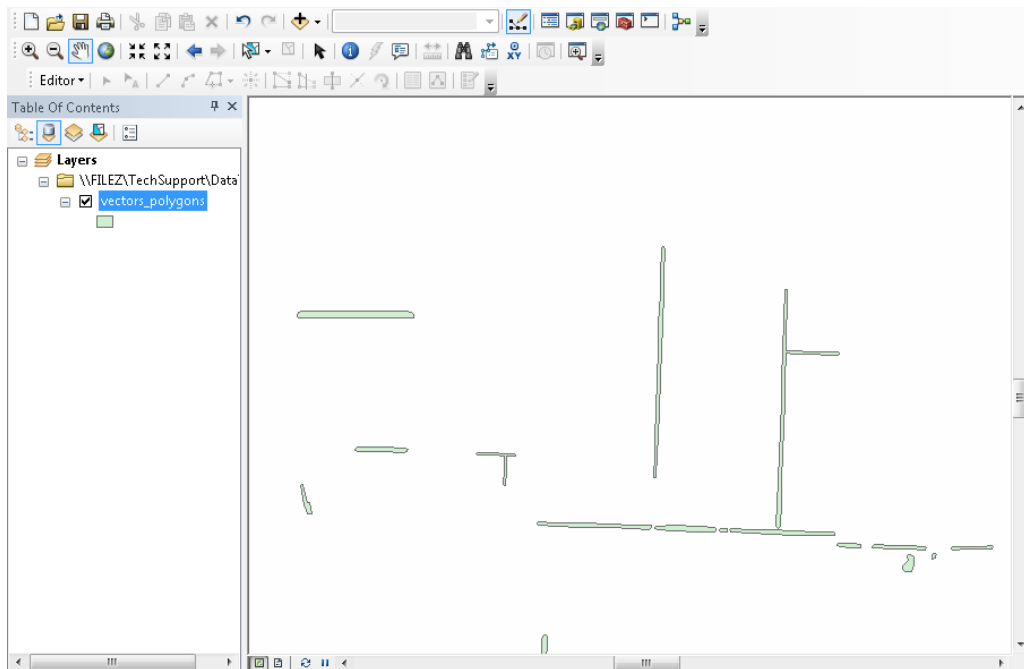 Editor
Table Of Contents
Layers
\\FILEZ\TechSupport\Data
vectors_polygons